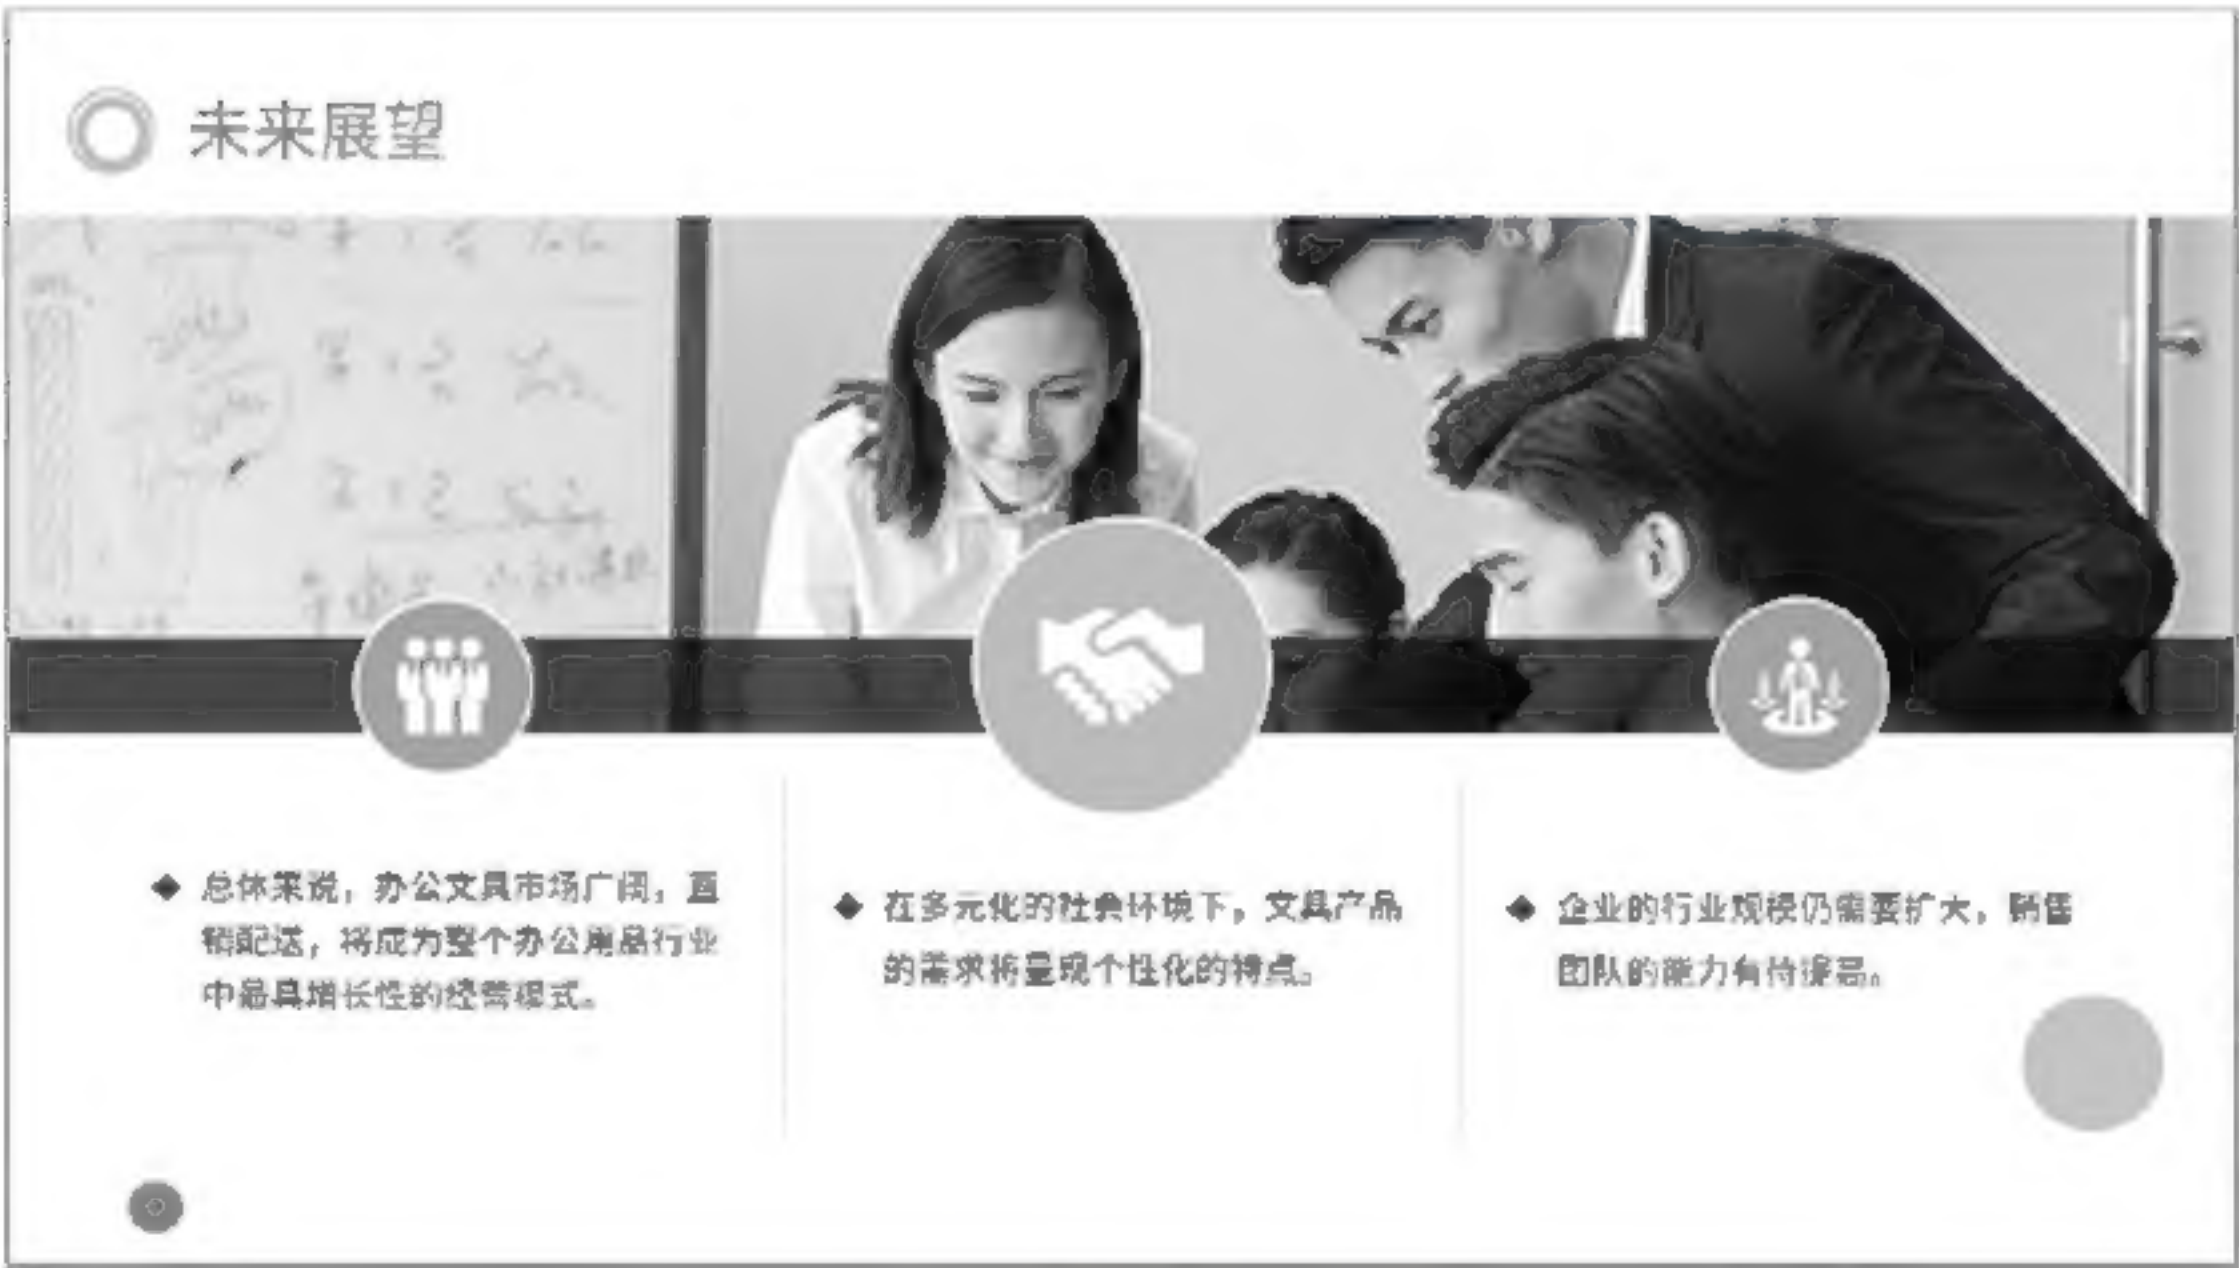 未来展望
总体来说，办公文具市场广阔，直
销配送，将成为整个办公用品行业
中最具增长性的经营模式。
在多元化的社会环境下，文具产品
的需求将呈现个性化的特点。
企业的行业规模仍需要扩大，销售
团队的能力有待提高。